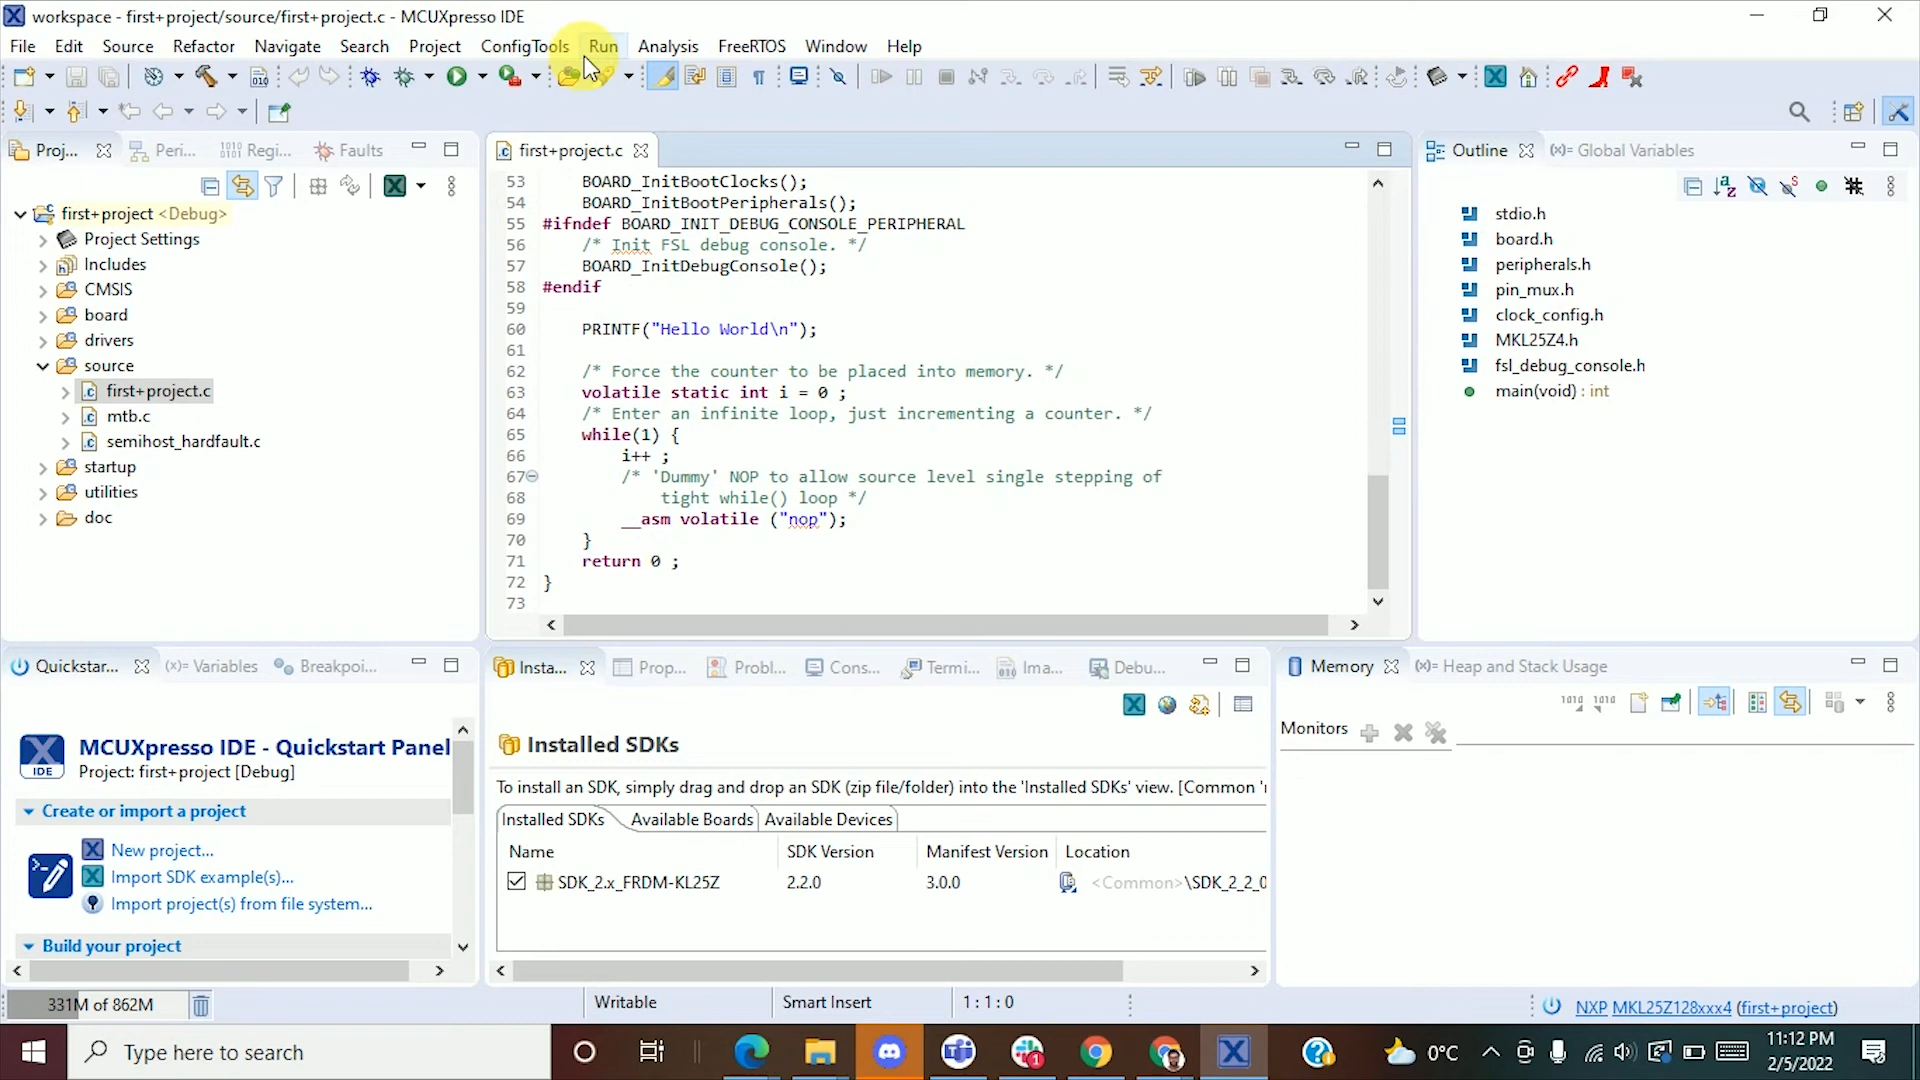 workspace - first+project/source/first+project.c - MCUXpresso IDE
File Edit Source Refactor Navigate Search Project ConfigTools Run Analysis FreeRTOS Window Help
Proj... Peri... Regi... Faults
first+project <Debug>
Project Settings
Includes
CMSIS
board
drivers
source
first+project.c
mtb.c
semihost_hardfault.c
startup
utilities
doc
first+project.c
53 BOARD_InitBootClocks();
54 BOARD_InitBootPeripherals();
55 #ifndef BOARD_INIT_DEBUG_CONSOLE_PERIPHERAL
56 /* Init FSL debug console. */
57 BOARD_InitDebugConsole();
58 #endif
59
60 PRINTF("Hello World\n");
61
62 /* Force the counter to be placed into memory. */
63 volatile static int i = 0 ;
64 /* Enter an infinite loop, just incrementing a counter. */
65 while(1) {
66 i++ ;
67 /* 'Dummy' NOP to allow source level single stepping of
68 tight while() loop */
69 __asm volatile ("nop");
70 }
71 return 0 ;
72 }
73
Outline (x)= Global Variables
stdio.h
board.h
peripherals.h
pin_mux.h
clock_config.h
MKL25Z4.h
fsl_debug_console.h
main(void) : int
Quickstar... (x)= Variables Breakpoi...
IDE
MCUXpresso IDE - Quickstart Panel
Project: first+project [Debug]
Create or import a project
New project...
Import SDK example(s)...
Import project(s) from file system...
Build your project
Insta... Prop... Probl... Cons... Termi... Ima... Debu...
Installed SDKs
To install an SDK, simply drag and drop an SDK (zip file/folder) into the 'Installed SDKs' view. [Common 'r
Installed SDKs Available Boards Available Devices
Name SDK Version Manifest Version Location
SDK_2.x_FRDM-KL25Z 2.2.0 3.0.0 <Common>\SDK_2_2_0
Memory (x)= Heap and Stack Usage
Monitors
331M of 862M Writable Smart Insert 1 : 1 : 0 NXP MKL25Z128xxx4 (first+project)
Type here to search
1
0°C
11:12 PM
2/5/2022